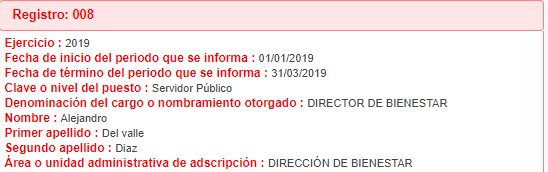 Registro: 008
Ejercicio : 2019
Fecha de inicio del periodo que se informa : 01/01/2019
Fecha de término del periodo que se informa : 31/03/2019
Clave o nivel del puesto : Servidor Público
Denominación del cargo o nombramiento otorgado : DIRECTOR DE BIENESTAR
Nombre : Alejandro
Primer apellido : Del valle
Segundo apellido : Diaz
Área o unidad administrativa de adscripción : DIRECCIÓN DE BIENESTAR